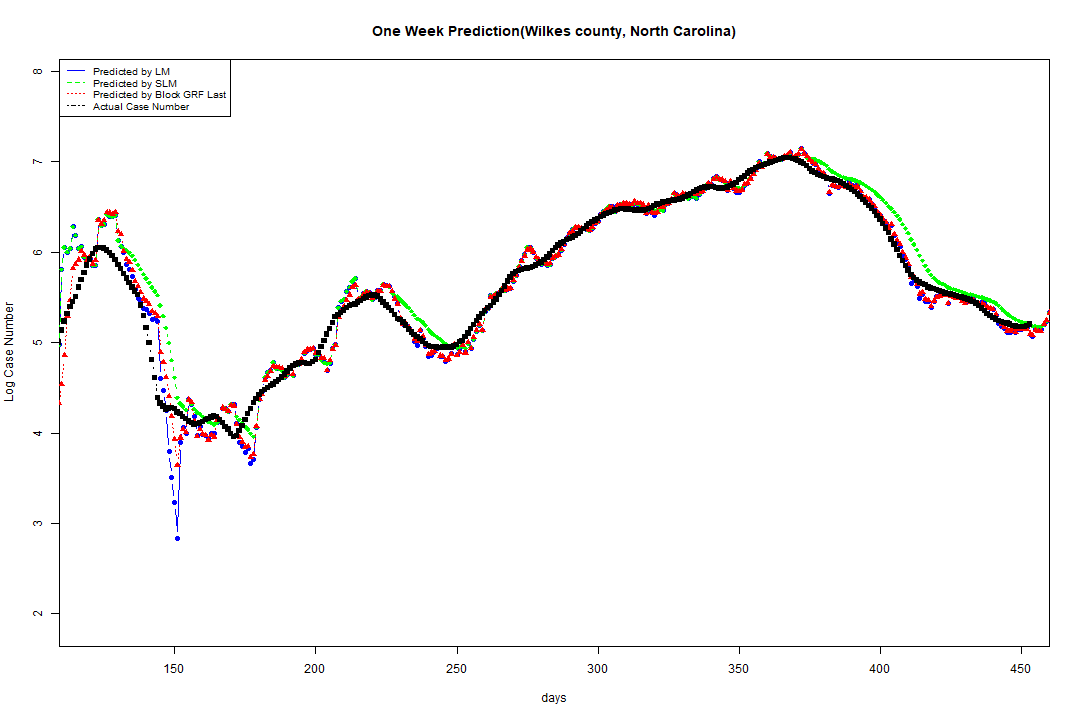 One Week Prediction(Wilkes county, North Carolina)
Predicted by LM
Predicted by SLM
Predicted by Block GRF Last
Actual Case Number
8
7
6
5
4
3
2
Log Case Number
150 200 250 300 350 400 450
days